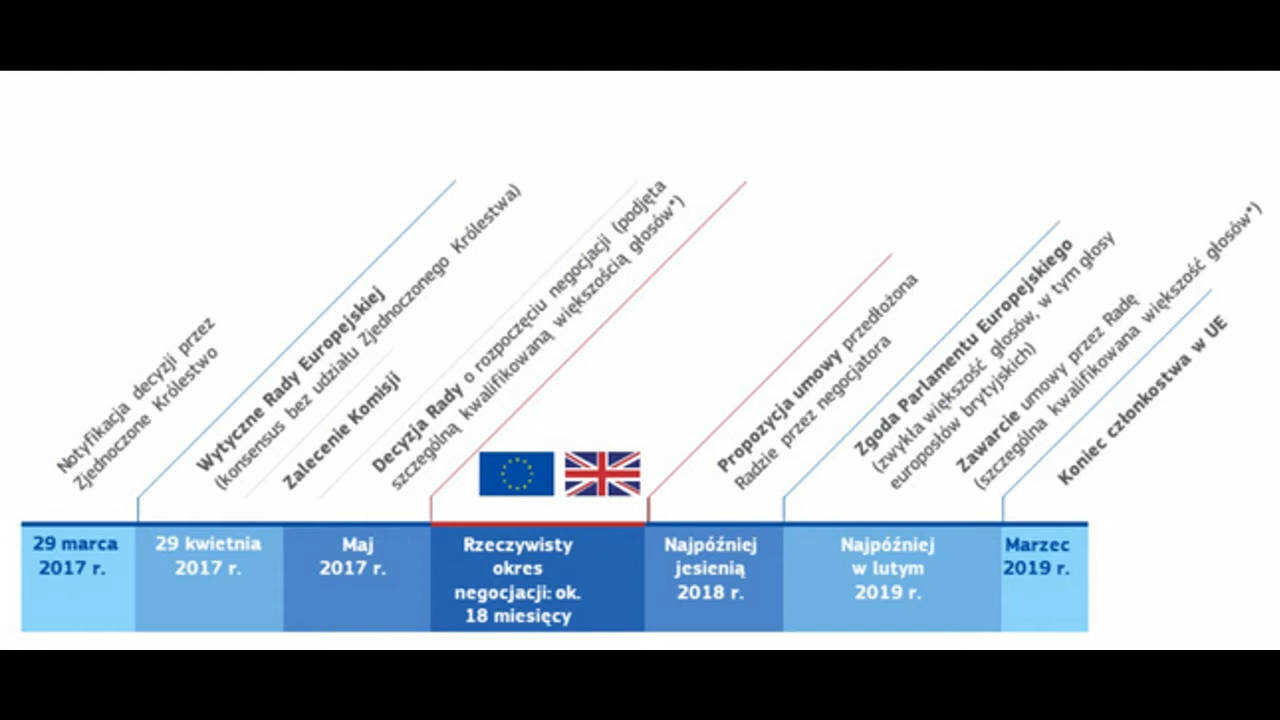 Notyfikacja decyzji przez
Zjednoczone Królestwo
Wytyczne Rady Europejskiej
(konsensus bez udziału Zjednoczonego Królestwa)
Zalecenie Komisji
Decyzja Rady o rozpoczęciu negocjacji (podjęta
szczególną kwalifikowaną większością głosów*)
Propozycja umowy przedłożona
Radzie przez negocjatora
Zgoda Parlamentu Europejskiego
(zwykła większość głosów, w tym głosy
europosłów brytyjskich)
Zawarcie umowy przez Radę
(szczególna kwalifikowana większość głosów*)
Koniec członkostwa w UE
29 marca
2017 r.
29 kwietnia
2017 r.
Maj
2017 r.
Rzeczywisty
okres
negocjacji: ok.
18 miesięcy
Najpóźniej
jesienią
2018 r.
Najpóźniej
w lutym
2019 r.
Marzec
2019 r.